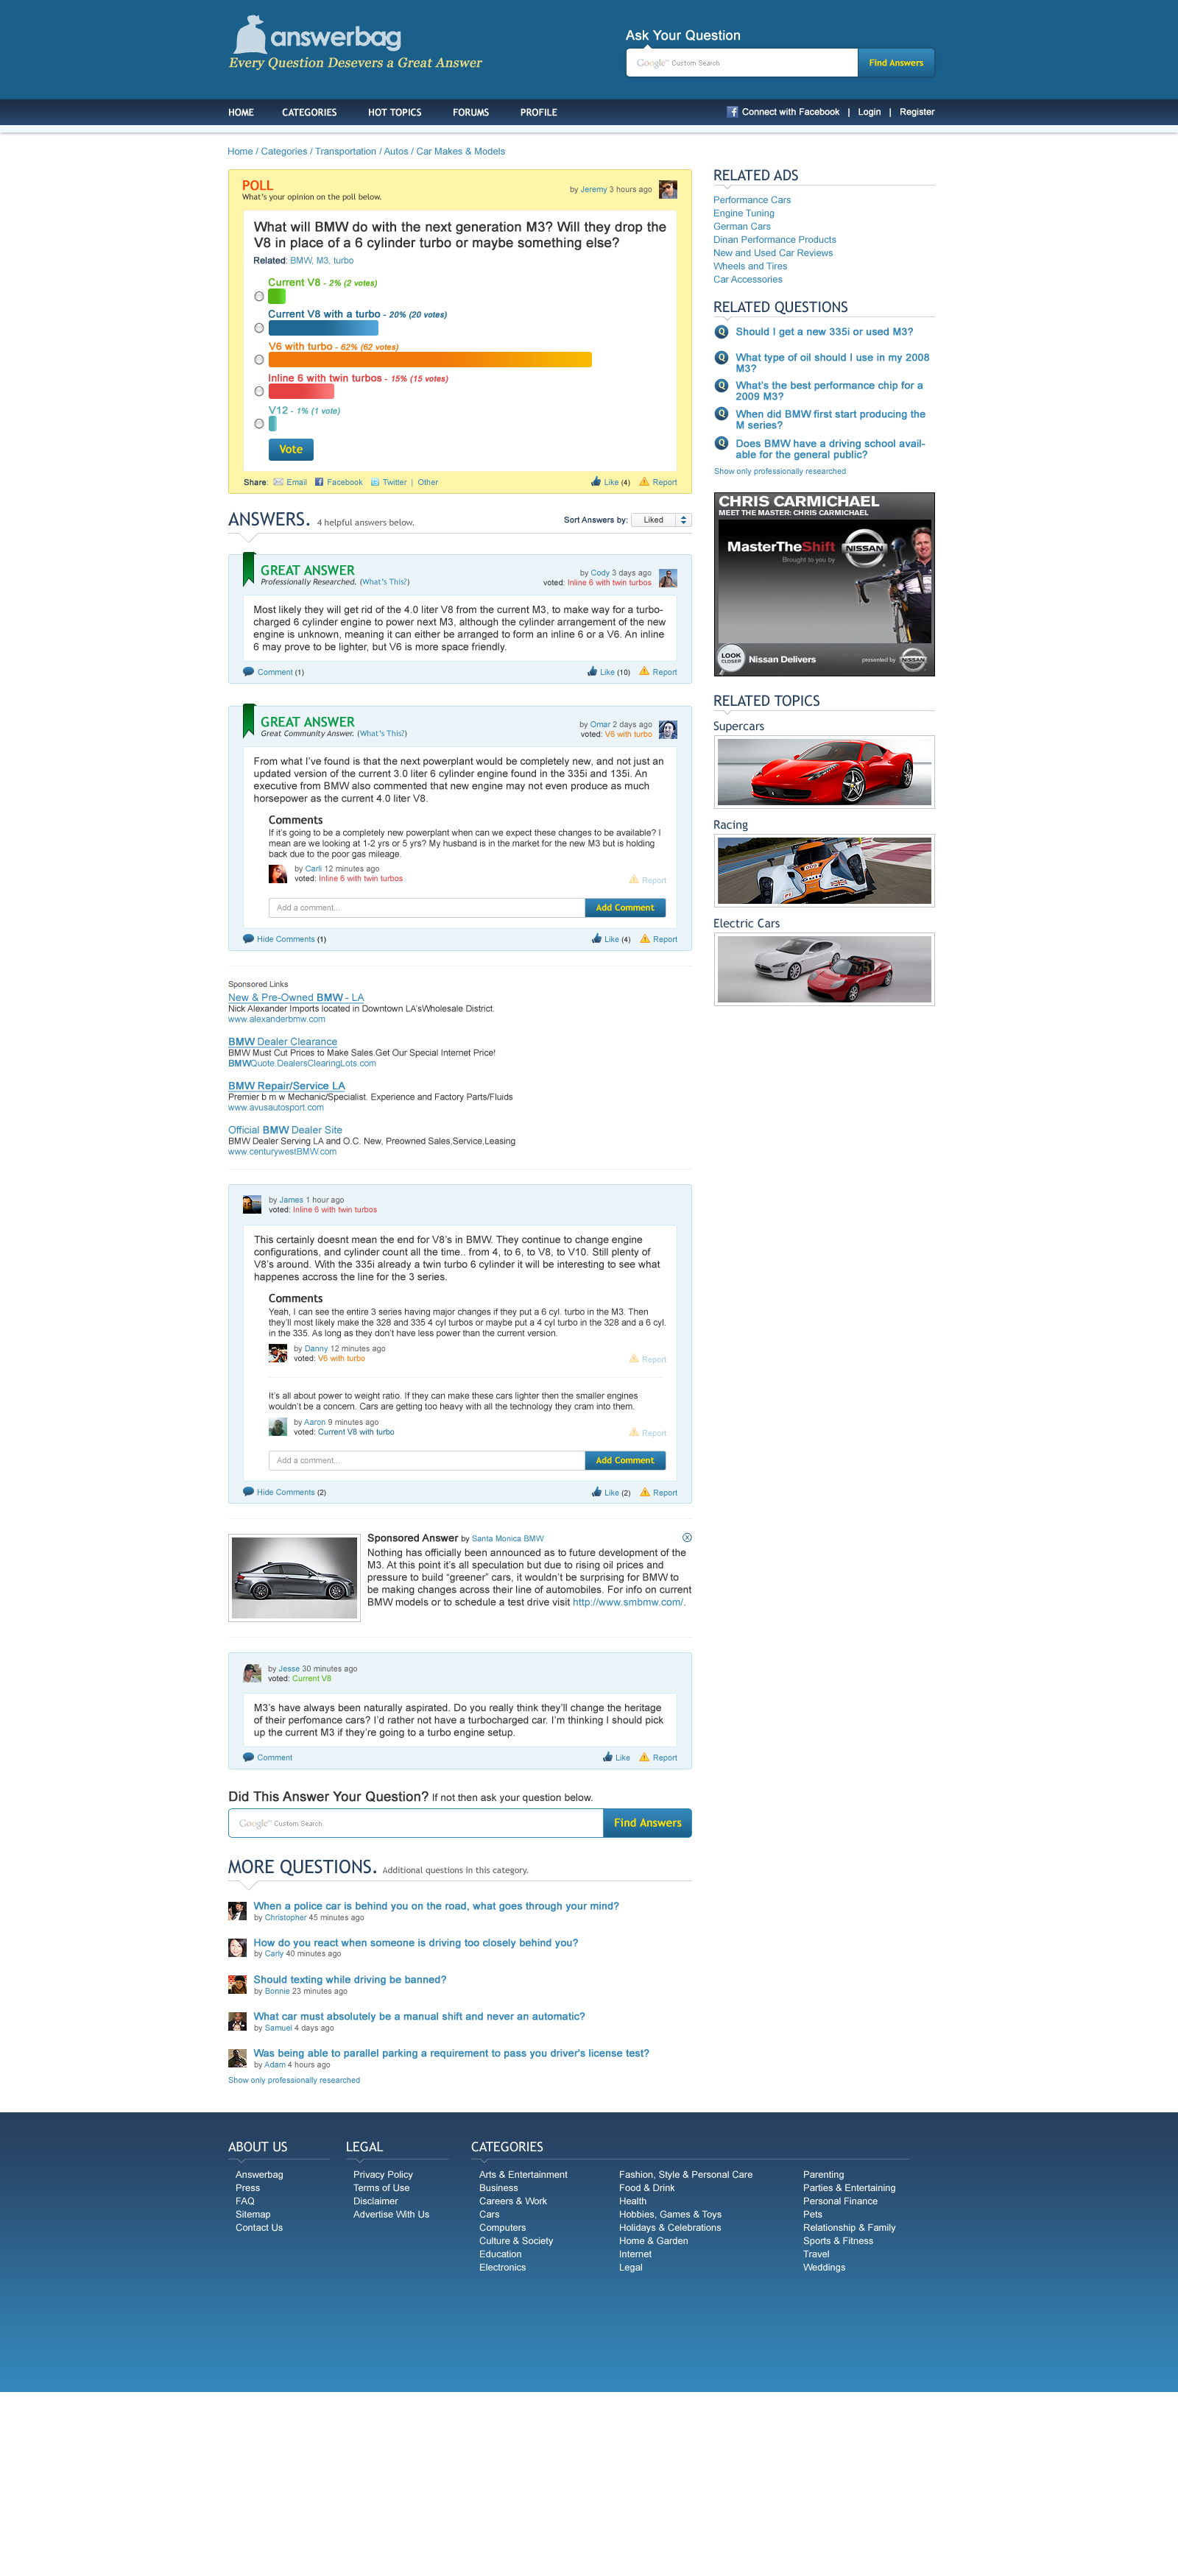 answerbag
Every Question Desevers a Great Answer
Ask Your Question
Google™ Custom Search
Find Answers
HOME CATEGORIES HOT TOPICS FORUMS PROFILE
Connect with Facebook | Login | Register
Home / Categories / Transportation / Autos / Car Makes & Models
POLL
What's your opinion on the poll below.
by Jeremy 3 hours ago
What will BMW do with the next generation M3? Will they drop the
V8 in place of a 6 cylinder turbo or maybe something else?
Related: BMW, M3, turbo
Current V8 - 2% (2 votes)
Current V8 with a turbo - 20% (20 votes)
V6 with turbo - 62% (62 votes)
Inline 6 with twin turbos - 15% (15 votes)
V12 - 1% (1 vote)
Vote
Share: Email Facebook Twitter | Other
Like (4) Report
ANSWERS. 4 helpful answers below.
Sort Answers by: Liked
GREAT ANSWER
Professionally Researched. (What's This?)
by Cody 3 days ago
voted: Inline 6 with twin turbos
Most likely they will get rid of the 4.0 liter V8 from the current M3, to make way for a turbo-
charged 6 cylinder engine to power next M3, although the cylinder arrangement of the new
engine is unknown, meaning it can either be arranged to form an inline 6 or a V6. An inline
6 may prove to be lighter, but V6 is more space friendly.
Comment (1)
Like (10) Report
GREAT ANSWER
Great Community Answer. (What's This?)
by Omar 2 days ago
voted: V6 with turbo
From what I've found is that the next powerplant would be completely new, and not just an
updated version of the current 3.0 liter 6 cylinder engine found in the 335i and 135i. An
executive from BMW also commented that new engine may not even produce as much
horsepower as the current 4.0 liter V8.
Comments
If it's going to be a completely new powerplant when can we expect these changes to be available? I
mean are we looking at 1-2 yrs or 5 yrs? My husband is in the market for the new M3 but is holding
back due to the poor gas mileage.
by Carli 12 minutes ago
voted: Inline 6 with twin turbos
Report
Add a comment...
Add Comment
Hide Comments (1)
Like (4) Report
Sponsored Links
New & Pre-Owned BMW - LA
Nick Alexander Imports located in Downtown LA'sWholesale District.
www.alexanderbmw.com
BMW Dealer Clearance
BMW Must Cut Prices to Make Sales.Get Our Special Internet Price!
BMWQuote.DealersClearingLots.com
BMW Repair/Service LA
Premier b m w Mechanic/Specialist. Experience and Factory Parts/Fluids
www.avusautosport.com
Official BMW Dealer Site
BMW Dealer Serving LA and O.C. New, Preowned Sales,Service,Leasing
www.centurywestBMW.com
by James 1 hour ago
voted: Inline 6 with twin turbos
This certainly doesnt mean the end for V8's in BMW. They continue to change engine
configurations, and cylinder count all the time.. from 4, to 6, to V8, to V10. Still plenty of
V8's around. With the 335i already a twin turbo 6 cylinder it will be interesting to see what
happenes accross the line for the 3 series.
Comments
Yeah, I can see the entire 3 series having major changes if they put a 6 cyl. turbo in the M3. Then
they'll most likely make the 328 and 335 4 cyl turbos or maybe put a 4 cyl turbo in the 328 and a 6 cyl.
in the 335. As long as they don't have less power than the current version.
by Danny 12 minutes ago
voted: V6 with turbo
Report
It's all about power to weight ratio. If they can make these cars lighter then the smaller engines
wouldn't be a concern. Cars are getting too heavy with all the technology they cram into them.
by Aaron 9 minutes ago
voted: Current V8 with turbo
Report
Add a comment...
Add Comment
Hide Comments (2)
Like (2) Report
Sponsored Answer by Santa Monica BMW
Nothing has officially been announced as to future development of the
M3. At this point it's all speculation but due to rising oil prices and
pressure to build “greener” cars, it wouldn't be surprising for BMW to
be making changes across their line of automobiles. For info on current
BMW models or to schedule a test drive visit http://www.smbmw.com/.
by Jesse 30 minutes ago
voted: Current V8
M3's have always been naturally aspirated. Do you really think they'll change the heritage
of their perfomance cars? I'd rather not have a turbocharged car. I'm thinking I should pick
up the current M3 if they're going to a turbo engine setup.
Comment
Like Report
Did This Answer Your Question? If not then ask your question below.
Google™ Custom Search
Find Answers
MORE QUESTIONS. Additional questions in this category.
When a police car is behind you on the road, what goes through your mind?
by Christopher 45 minutes ago
How do you react when someone is driving too closely behind you?
by Carly 40 minutes ago
Should texting while driving be banned?
by Bonnie 23 minutes ago
What car must absolutely be a manual shift and never an automatic?
by Samuel 4 days ago
Was being able to parallel parking a requirement to pass you driver's license test?
by Adam 4 hours ago
Show only professionally researched
RELATED ADS
Performance Cars
Engine Tuning
German Cars
Dinan Performance Products
New and Used Car Reviews
Wheels and Tires
Car Accessories
RELATED QUESTIONS
Q Should I get a new 335i or used M3?
Q What type of oil should I use in my 2008
M3?
Q What's the best performance chip for a
2009 M3?
Q When did BMW first start producing the
M series?
Q Does BMW have a driving school avail-
able for the general public?
Show only professionally researched
CHRIS CARMICHAEL
MEET THE MASTER: CHRIS CARMICHAEL
MasterTheShift
Brought to you by
NISSAN
LOOK
CLOSER
Nissan Delivers
presented by NISSAN
RELATED TOPICS
Supercars
Racing
Electric Cars
ABOUT US
Answerbag
Press
FAQ
Sitemap
Contact Us
LEGAL
Privacy Policy
Terms of Use
Disclaimer
Advertise With Us
CATEGORIES
Arts & Entertainment
Business
Careers & Work
Cars
Computers
Culture & Society
Education
Electronics
Fashion, Style & Personal Care
Food & Drink
Health
Hobbies, Games & Toys
Holidays & Celebrations
Home & Garden
Internet
Legal
Parenting
Parties & Entertaining
Personal Finance
Pets
Relationship & Family
Sports & Fitness
Travel
Weddings